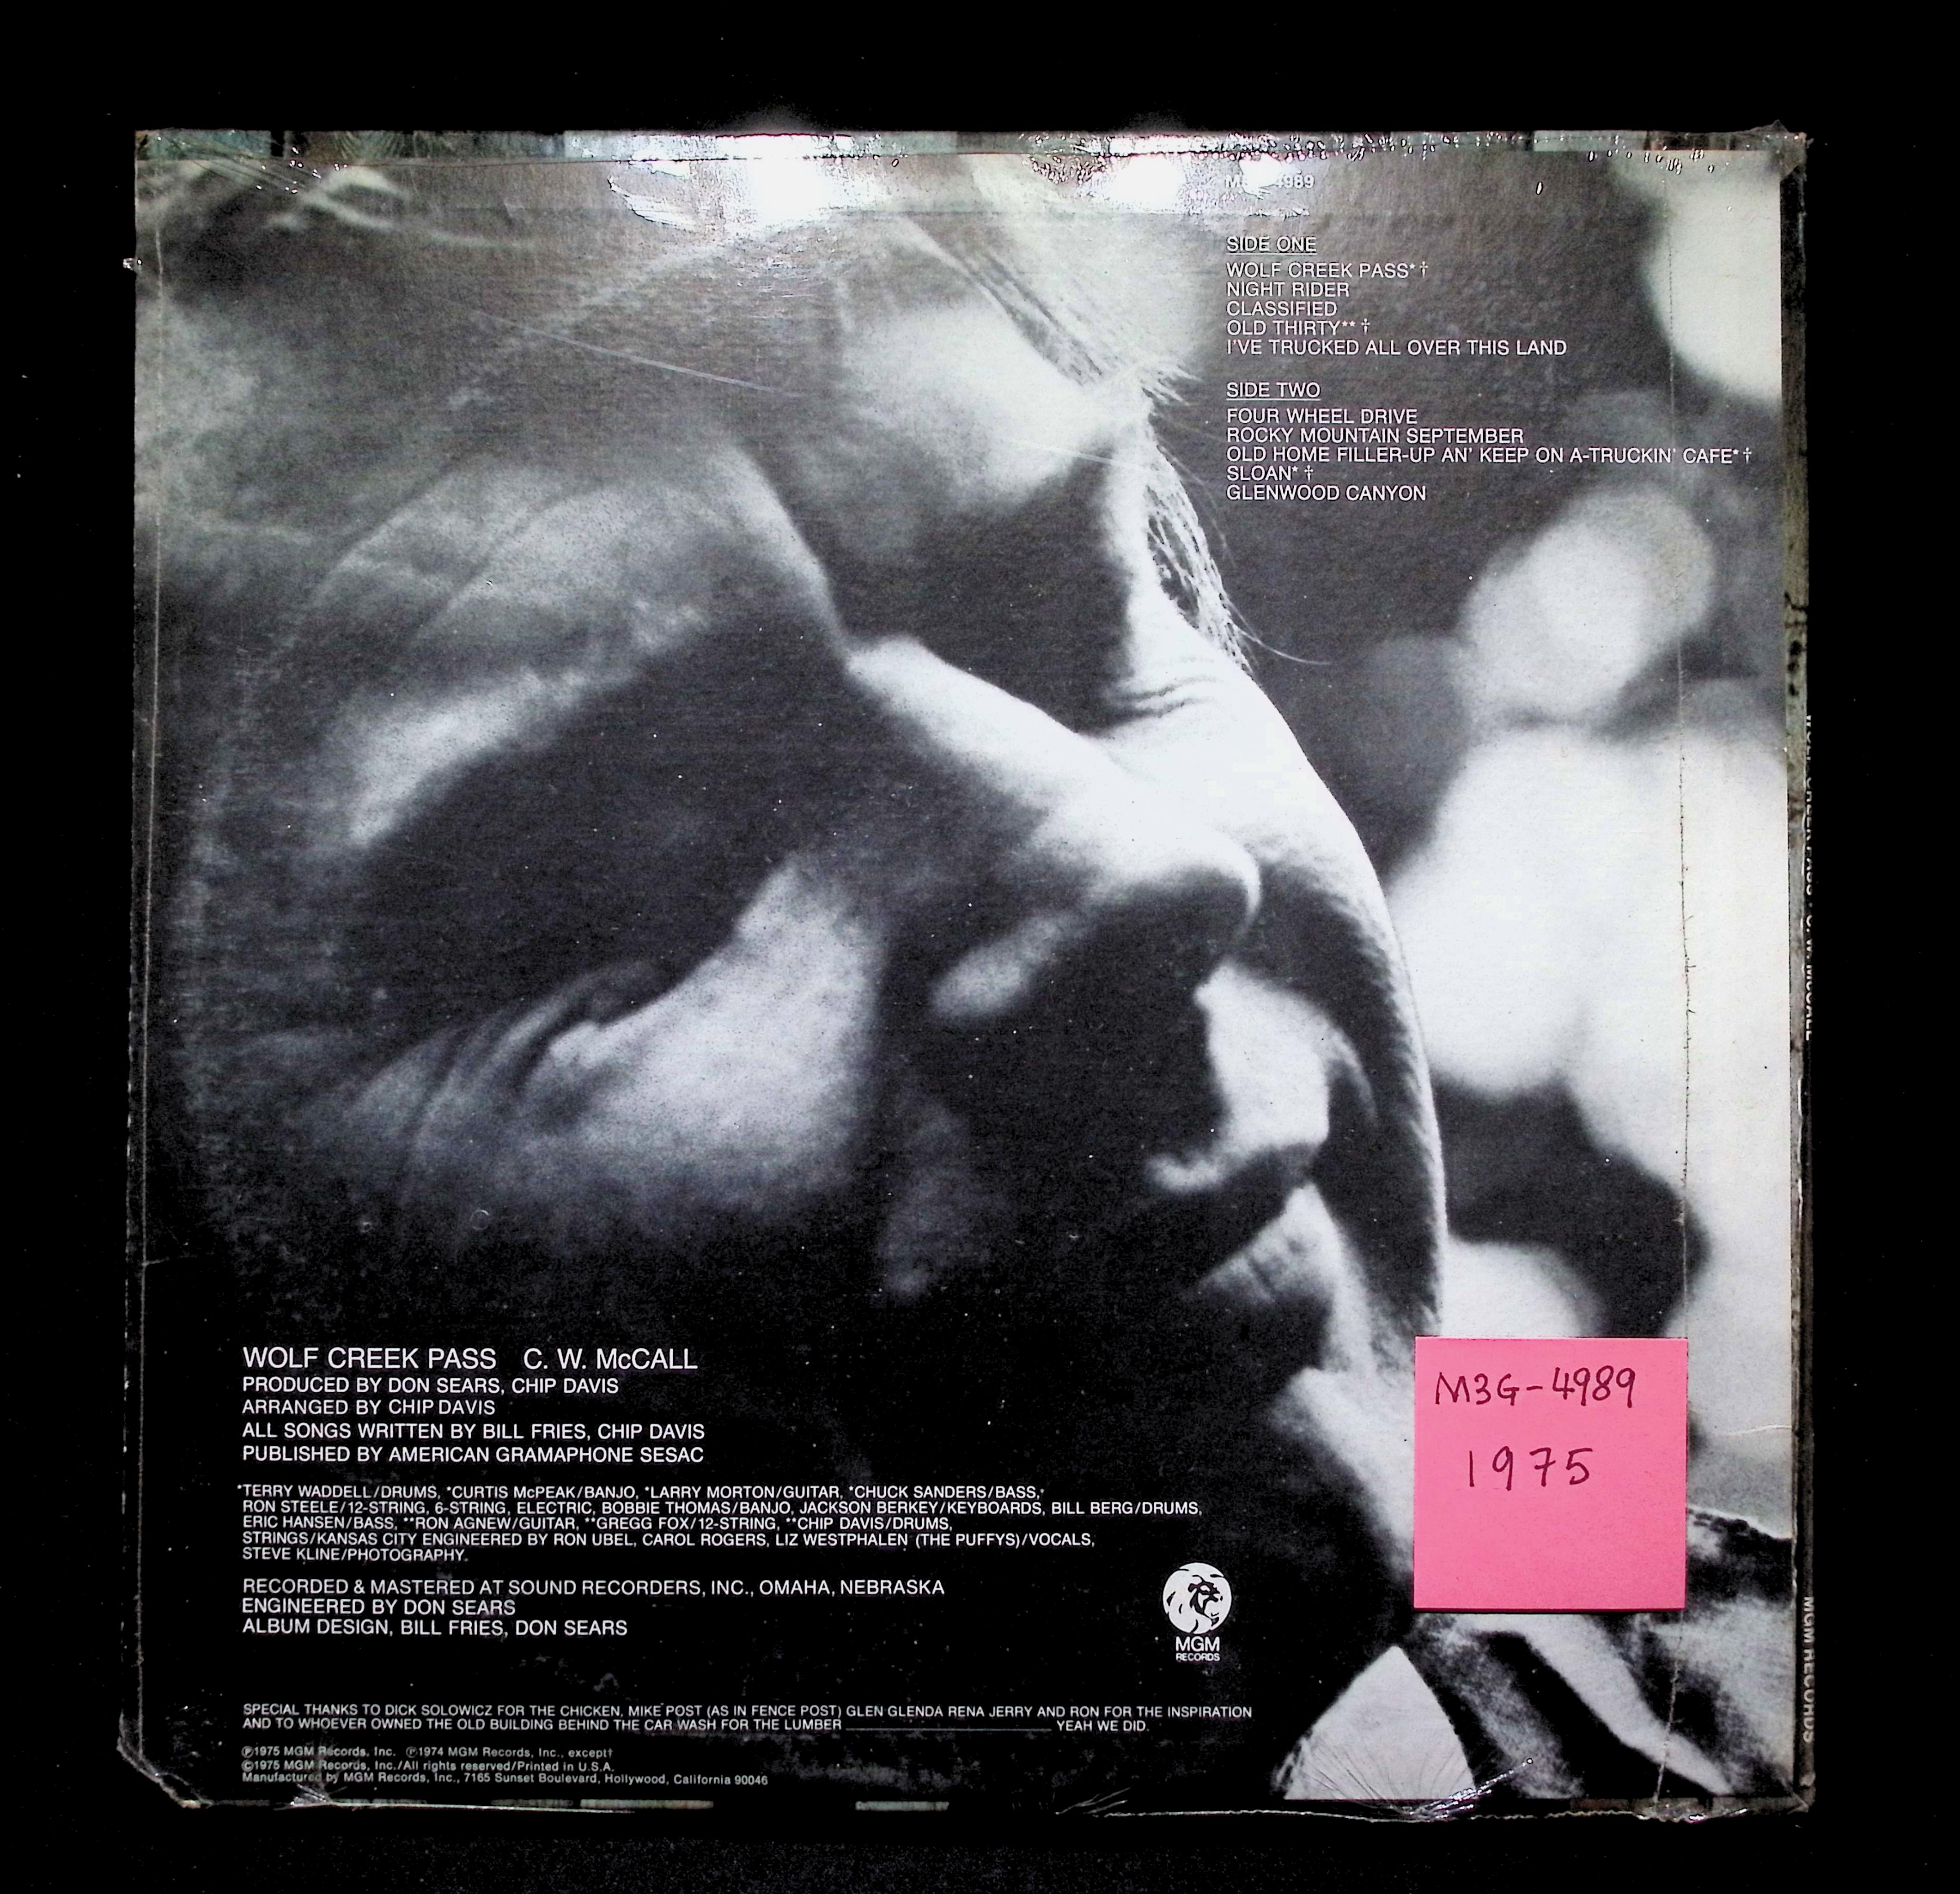 4989
SIDE ONE
WOLF CREEK PASS* †
NIGHT RIDER
CLASSIFIED
OLD THIRTY** †
I'VE TRUCKED ALL OVER THIS LAND
SIDE TWO
FOUR WHEEL DRIVE
ROCKY MOUNTAIN SEPTEMBER
OLD HOME FILLER-UP AN' KEEP ON A-TRUCKIN' CAFE* †
SLOAN* †
GLENWOOD CANYON
WOLF CREEK PASS C. W. McCALL
PRODUCED BY DON SEARS, CHIP DAVIS
ARRANGED BY CHIP DAVIS
ALL SONGS WRITTEN BY BILL FRIES, CHIP DAVIS
PUBLISHED BY AMERICAN GRAMAPHONE SESAC
*TERRY WADDELL/DRUMS, *CURTIS McPEAK/BANJO, *LARRY MORTON/GUITAR, *CHUCK SANDERS/BASS,*
RON STEELE/12-STRING, 6-STRING, ELECTRIC, BOBBIE THOMAS/BANJO, JACKSON BERKEY/KEYBOARDS, BILL BERG/DRUMS,
ERIC HANSEN/BASS, **RON AGNEW/GUITAR, **GREGG FOX/12-STRING, **CHIP DAVIS/DRUMS,
STRINGS/KANSAS CITY ENGINEERED BY RON UBEL, CAROL ROGERS, LIZ WESTPHALEN (THE PUFFYS)/VOCALS,
STEVE KLINE/PHOTOGRAPHY.
RECORDED & MASTERED AT SOUND RECORDERS, INC., OMAHA, NEBRASKA
ENGINEERED BY DON SEARS
ALBUM DESIGN, BILL FRIES, DON SEARS
MGM
RECORDS
SPECIAL THANKS TO DICK SOLOWICZ FOR THE CHICKEN, MIKE POST (AS IN FENCE POST) GLEN GLENDA RENA JERRY AND RON FOR THE INSPIRATION
AND TO WHOEVER OWNED THE OLD BUILDING BEHIND THE CAR WASH FOR THE LUMBER ____________________ YEAH WE DID.
℗1975 MGM Records, Inc. ℗1974 MGM Records, Inc., except†
©1975 MGM Records, Inc./All rights reserved/Printed in U.S.A.
Manufactured by MGM Records, Inc., 7165 Sunset Boulevard, Hollywood, California 90046
M3G-4989
1975
MGM RECORDS